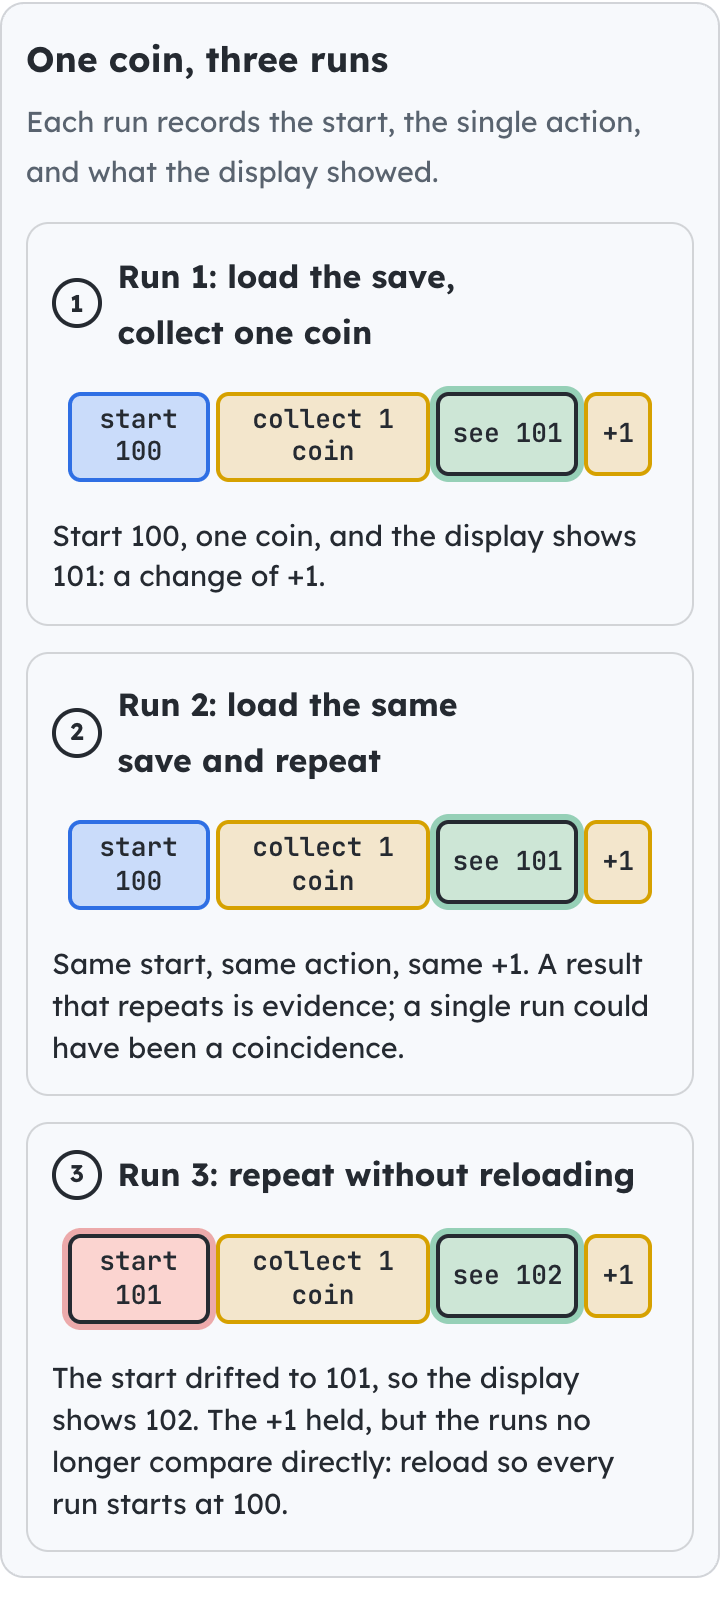 One coin, three runs
Each run records the start, the single action,
and what the display showed.
1
Run 1: load the save,
collect one coin
start
100
collect 1
coin
see 101
+1
Start 100, one coin, and the display shows
101: a change of +1.
2
Run 2: load the same
save and repeat
start
100
collect 1
coin
see 101
+1
Same start, same action, same +1. A result
that repeats is evidence; a single run could
have been a coincidence.
3
Run 3: repeat without reloading
start
101
collect 1
coin
see 102
+1
The start drifted to 101, so the display
shows 102. The +1 held, but the runs no
longer compare directly: reload so every
run starts at 100.